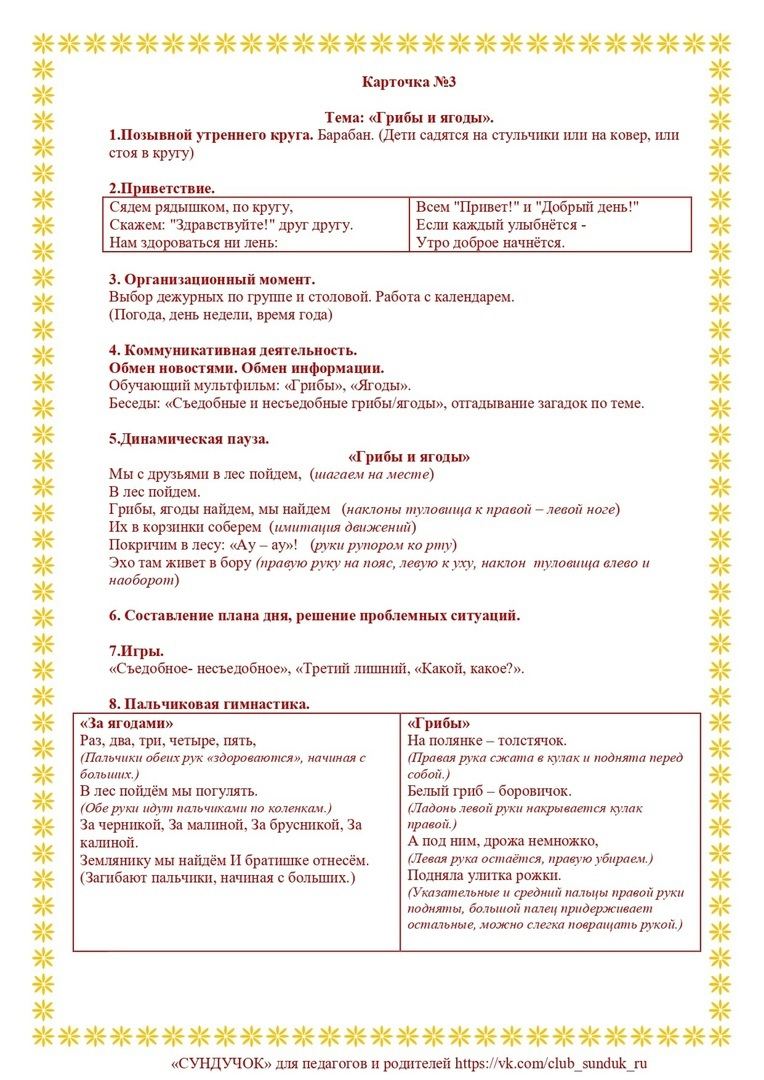 Карточка №3
Тема: «Грибы и ягоды».
1.Позывной утреннего круга. Барабан. (Дети садятся на стульчики или на ковер, или
стоя в кругу)
2.Приветствие.
Сядем рядышком, по кругу,
Скажем: "Здравствуйте!" друг другу.
Нам здороваться ни лень:
Всем "Привет!" и "Добрый день!"
Если каждый улыбнётся -
Утро доброе начнётся.
3. Организационный момент.
Выбор дежурных по группе и столовой. Работа с календарем.
(Погода, день недели, время года)
4. Коммуникативная деятельность.
Обмен новостями. Обмен информации.
Обучающий мультфильм: «Грибы», «Ягоды».
Беседы: «Съедобные и несъедобные грибы/ягоды», отгадывание загадок по теме.
5.Динамическая пауза.
«Грибы и ягоды»
Мы с друзьями в лес пойдем, (шагаем на месте)
В лес пойдем.
Грибы, ягоды найдем, мы найдем (наклоны туловища к правой – левой ноге)
Их в корзинки соберем (имитация движений)
Покричим в лесу: «Ау – ау»! (руки рупором ко рту)
Эхо там живет в бору (правую руку на пояс, левую к уху, наклон туловища влево и
наоборот)
6. Составление плана дня, решение проблемных ситуаций.
7.Игры.
«Съедобное- несъедобное», «Третий лишний, «Какой, какое?».
8. Пальчиковая гимнастика.
«За ягодами»
Раз, два, три, четыре, пять,
(Пальчики обеих рук «здороваются», начиная с
больших.)
В лес пойдём мы погулять.
(Обе руки идут пальчиками по коленкам.)
За черникой, За малиной, За брусникой, За
калиной.
Землянику мы найдём И братишке отнесём.
(Загибают пальчики, начиная с больших.)
«Грибы»
На полянке – толстячок.
(Правая рука сжата в кулак и поднята перед
собой.)
Белый гриб – боровичок.
(Ладонь левой руки накрывается кулак
правой.)
А под ним, дрожа немножко,
(Левая рука остаётся, правую убираем.)
Подняла улитка рожки.
(Указательные и средний пальцы правой руки
подняты, большой палец придерживает
остальные, можно слегка повращать рукой.)
«СУНДУЧОК» для педагогов и родителей https://vk.com/club_sunduk_ru